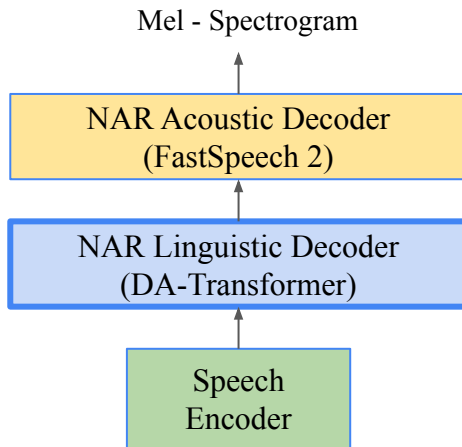 Mel - Spectrogram
NAR Acoustic Decoder
(FastSpeech 2)
NAR Linguistic Decoder
(DA-Transformer)
Speech
Encoder